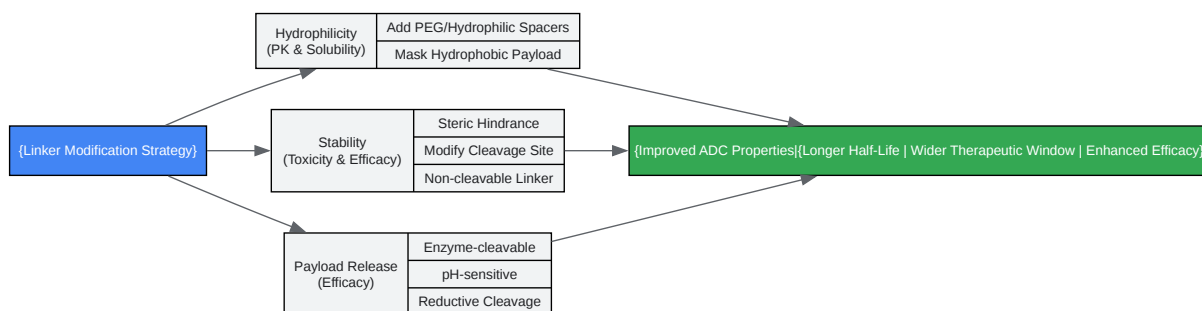 {Linker Modification Strategy}
Hydrophilicity
(PK & Solubility)
Add PEG/Hydrophilic Spacers
Mask Hydrophobic Payload
Stability
(Toxicity & Efficacy)
Steric Hindrance
Modify Cleavage Site
Non-cleavable Linker
Payload Release
(Efficacy)
Enzyme-cleavable
pH-sensitive
Reductive Cleavage
{Improved ADC Properties|{Longer Half-Life | Wider Therapeutic Window | Enhanced Efficacy}